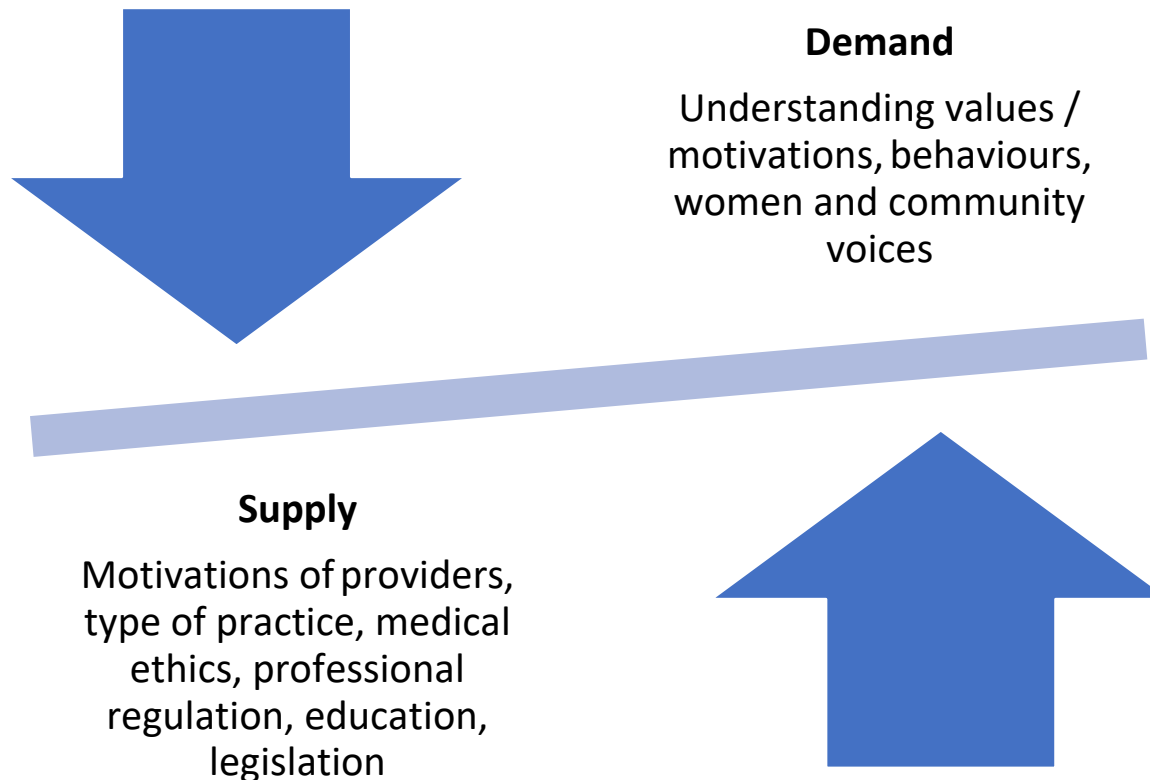 Demand
Understanding values /
motivations, behaviours,
women and community
voices
Supply
Motivations of providers,
type of practice, medical
ethics, professional
regulation, education,
legislation